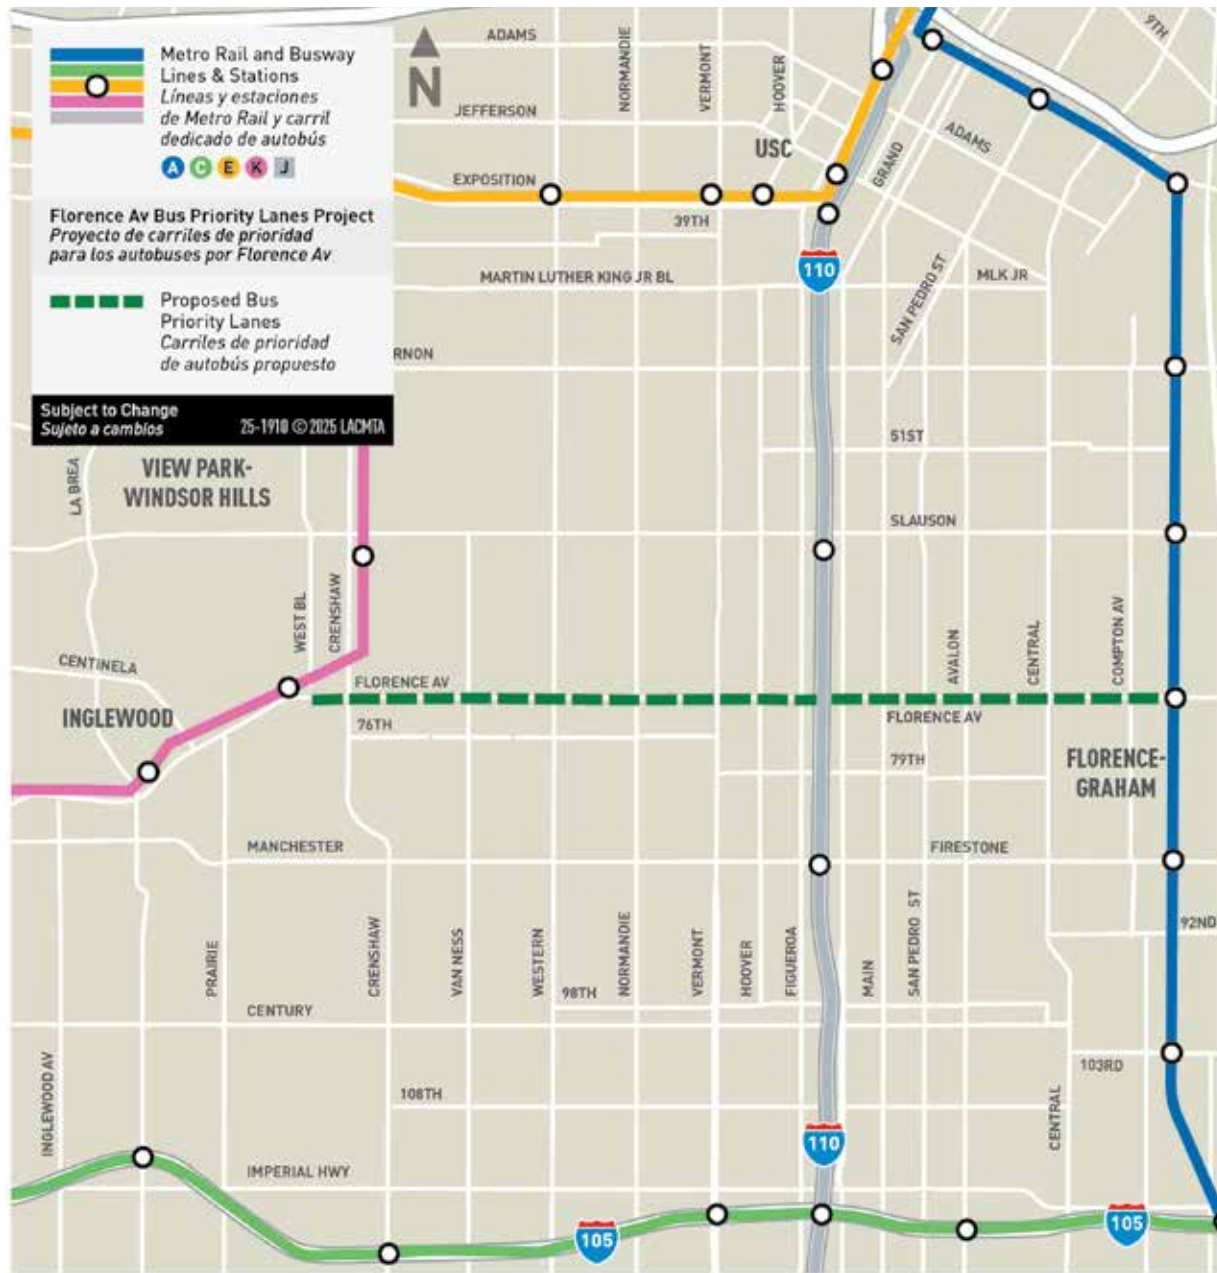 Metro Rail and Busway
Lines & Stations
Líneas y estaciones
de Metro Rail y carril
dedicado de autobús
A C E K J
Florence Av Bus Priority Lanes Project
Proyecto de carriles de prioridad
para los autobuses por Florence Av
Proposed Bus
Priority Lanes
Carriles de prioridad
de autobús propuesto
Subject to Change
Sujeto a cambios
25-1910 © 2025 LACMTA
N
ADAMS
NORMANDIE
VERMONT
HOOVER
9TH
JEFFERSON
USC
GRAND
ADAMS
EXPOSITION
39TH
110
MARTIN LUTHER KING JR BL
SAN PEDRO ST
MLK JR
RNON
51ST
LA BREA
VIEW PARK-
WINDSOR HILLS
SLAUSON
WEST BL
CRENSHAW
AVALON
CENTRAL
COMPTON AV
CENTINELA
FLORENCE AV
INGLEWOOD
76TH
FLORENCE AV
79TH
FLORENCE-
GRAHAM
MANCHESTER
FIRESTONE
PRAIRIE
CRENSHAW
VAN NESS
WESTERN
NORMANDIE
VERMONT
HOOVER
FIGUEROA
MAIN
SAN PEDRO ST
92ND
98TH
CENTURY
INGLEWOOD AV
108TH
103RD
CENTRAL
110
IMPERIAL HWY
105
105